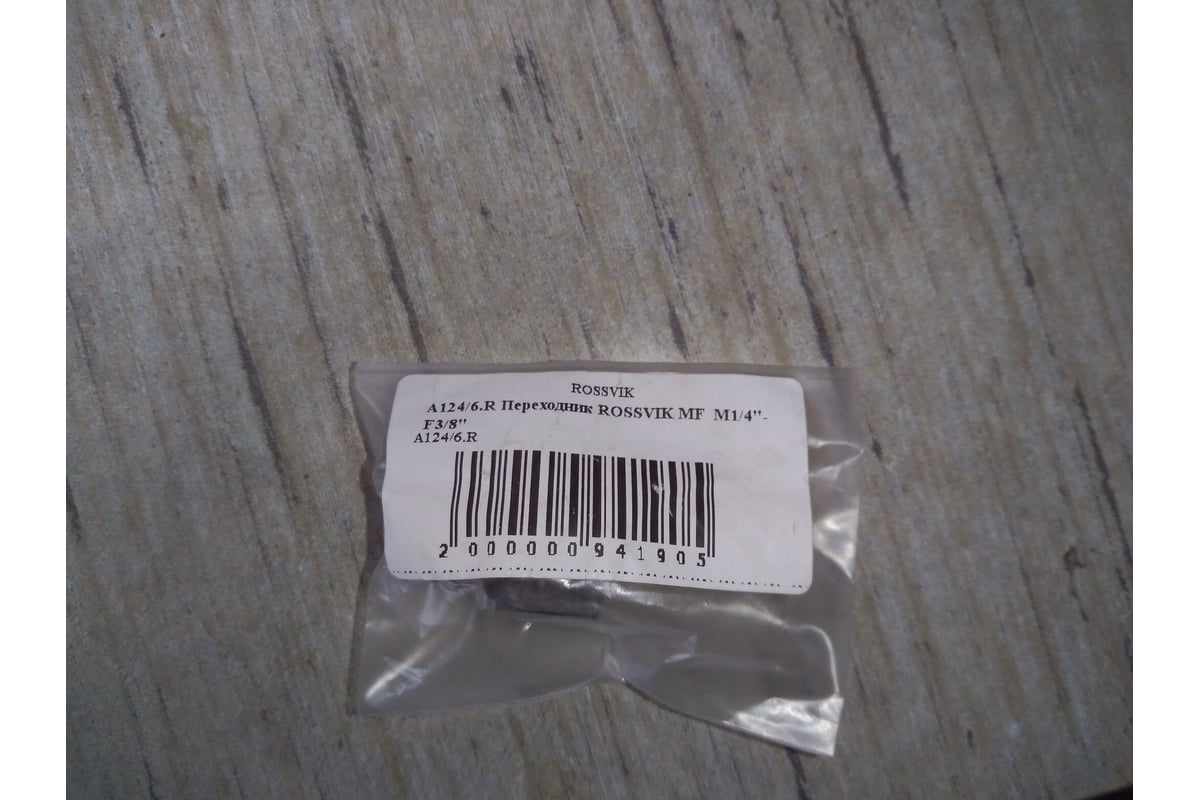 ROSSVIK
A124/6.R Переходник ROSSVIK MF M1/4"-
F3/8"
A124/6.R
2 000000 941905